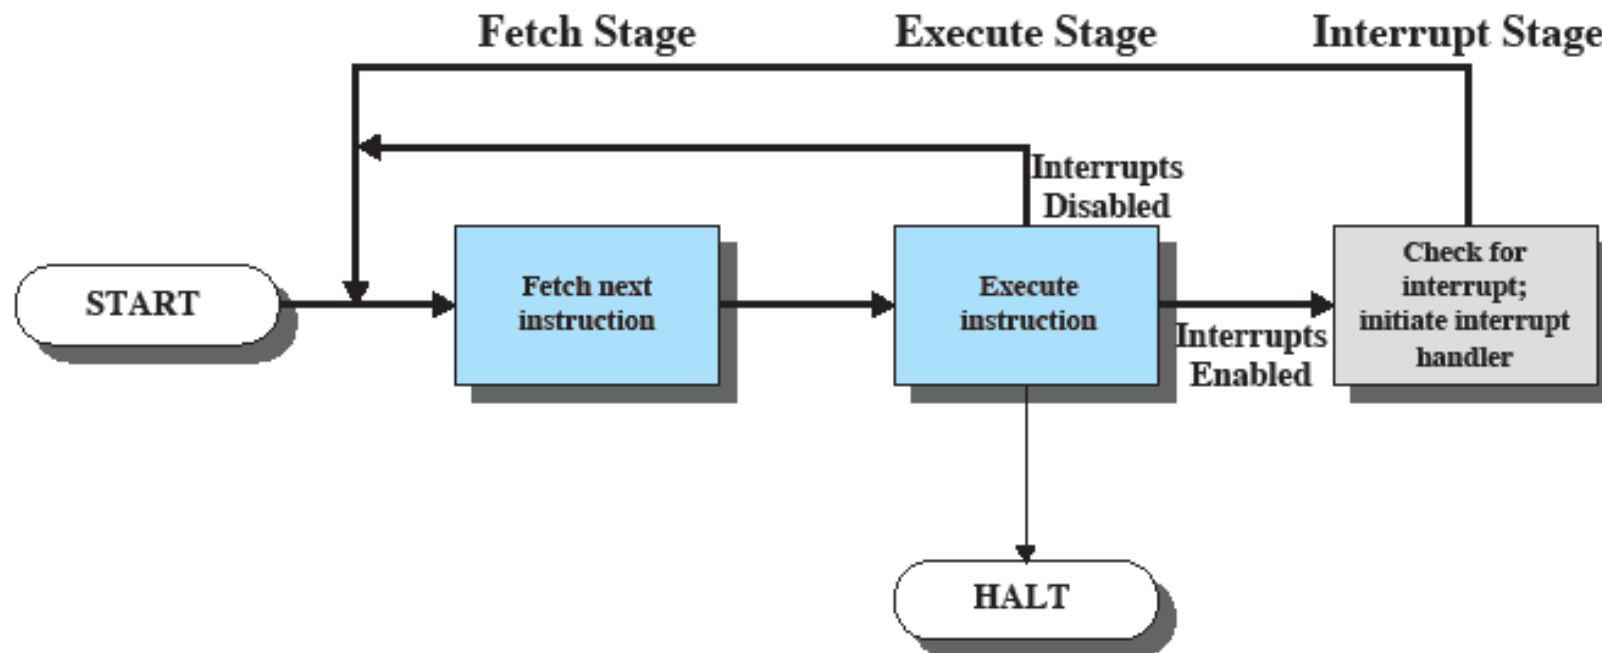 Fetch Stage
Execute Stage
Interrupt Stage
Interrupts
Disabled
START
Fetch next
instruction
Execute
instruction
Interrupts
Enabled
Check for
interrupt;
initiate interrupt
handler
HALT